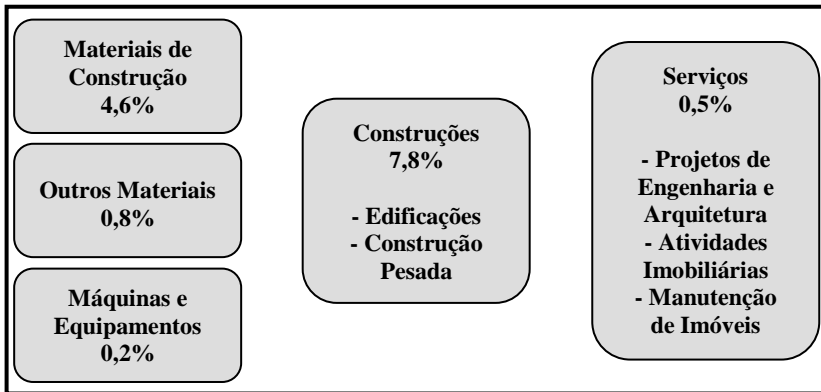 Materiais de
Construção
4,6%
Outros Materiais
0,8%
Máquinas e
Equipamentos
0,2%
Construções
7,8%
- Edificações
- Construção
Pesada
Serviços
0,5%
- Projetos de
Engenharia e
Arquitetura
- Atividades
Imobiliárias
- Manutenção
de Imóveis